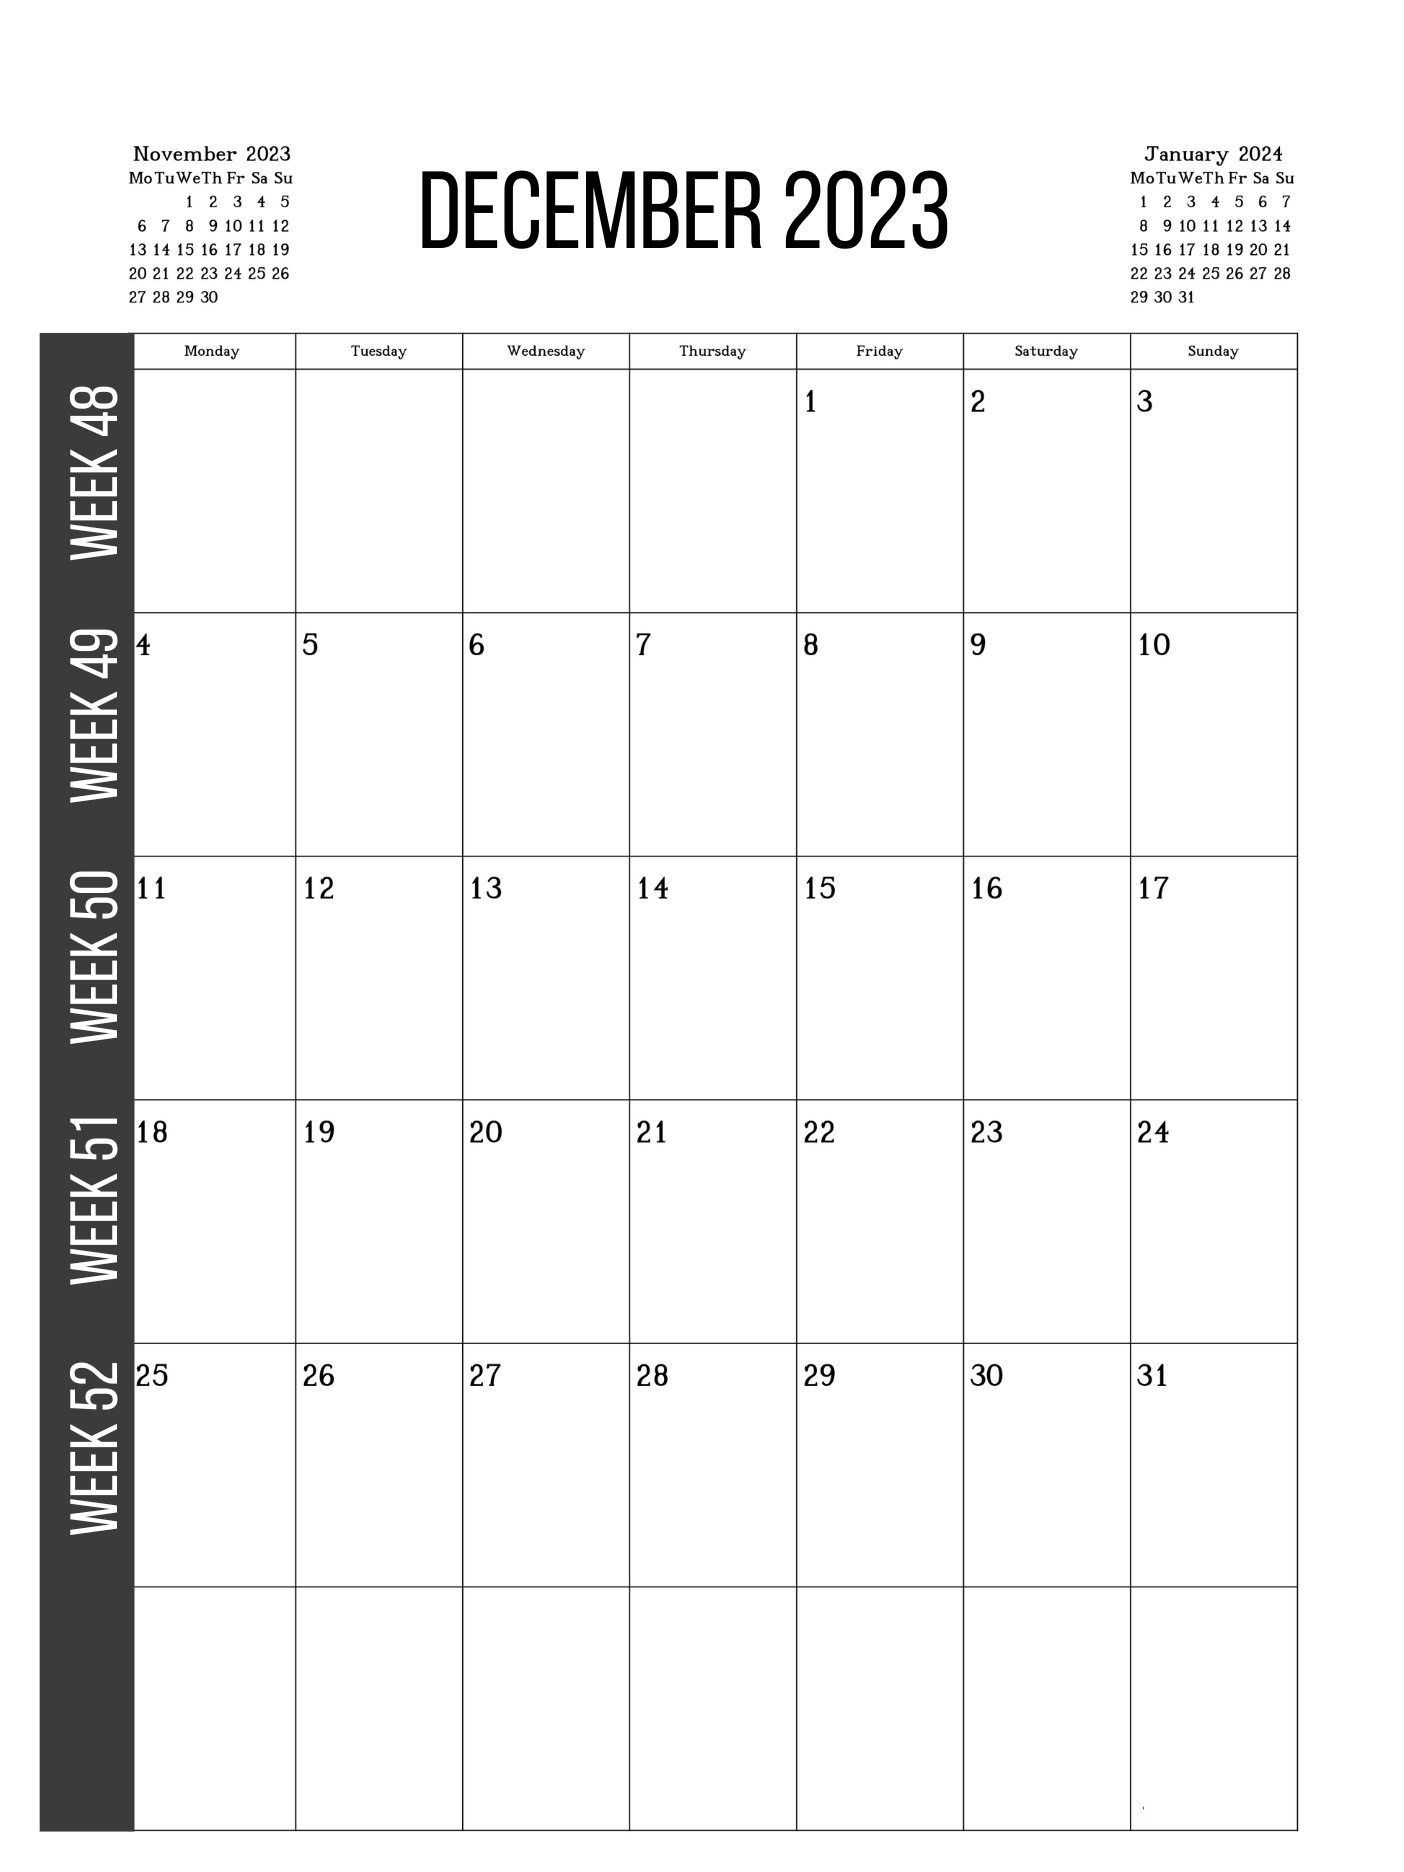 November 2023
Mo Tu We Th Fr Sa Su
1 2 3 4 5
6 7 8 9 10 11 12
13 14 15 16 17 18 19
20 21 22 23 24 25 26
27 28 29 30
DECEMBER 2023
January 2024
Mo Tu We Th Fr Sa Su
1 2 3 4 5 6 7
8 9 10 11 12 13 14
15 16 17 18 19 20 21
22 23 24 25 26 27 28
29 30 31
Monday Tuesday Wednesday Thursday Friday Saturday Sunday
WEEK 48
1 2 3
WEEK 49
4 5 6 7 8 9 10
WEEK 50
11 12 13 14 15 16 17
WEEK 51
18 19 20 21 22 23 24
WEEK 52
25 26 27 28 29 30 31